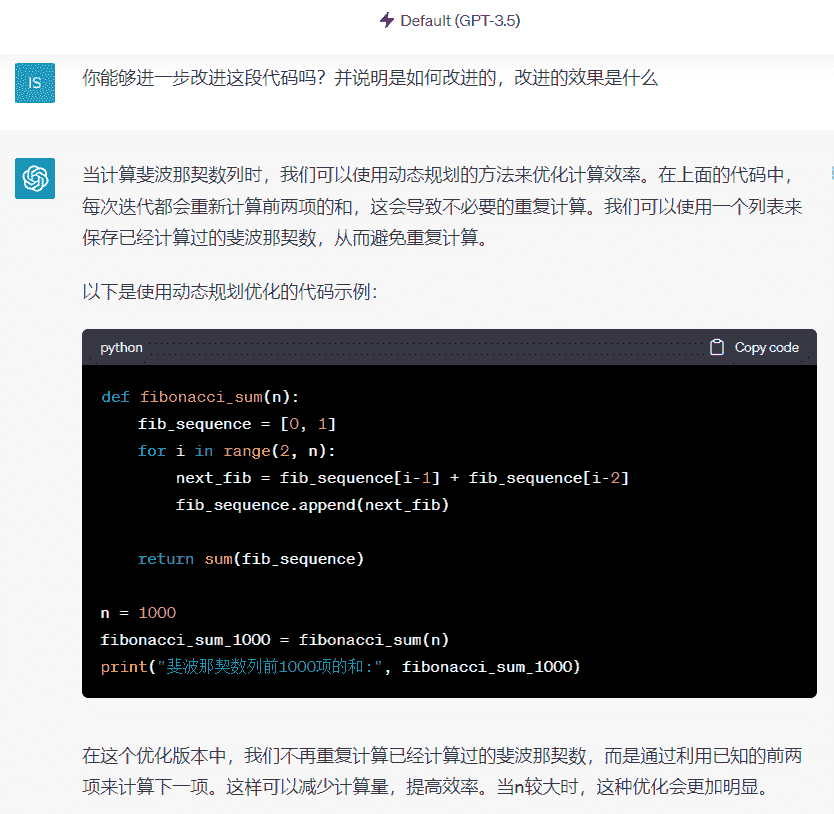 Default (GPT-3.5)
IS
你能够进一步改进这段代码吗？并说明是如何改进的，改进的效果是什么
当计算斐波那契数列时，我们可以使用动态规划的方法来优化计算效率。在上面的代码中，
每次迭代都会重新计算前两项的和，这会导致不必要的重复计算。我们可以使用一个列表来
保存已经计算过的斐波那契数，从而避免重复计算。
以下是使用动态规划优化的代码示例：
python Copy code
def fibonacci_sum(n):
    fib_sequence = [0, 1]
    for i in range(2, n):
        next_fib = fib_sequence[i-1] + fib_sequence[i-2]
        fib_sequence.append(next_fib)
    return sum(fib_sequence)
n = 1000
fibonacci_sum_1000 = fibonacci_sum(n)
print("斐波那契数列前1000项的和:", fibonacci_sum_1000)
在这个优化版本中，我们不再重复计算已经计算过的斐波那契数，而是通过利用已知的前两
项来计算下一项。这样可以减少计算量，提高效率。当n较大时，这种优化会更加明显。